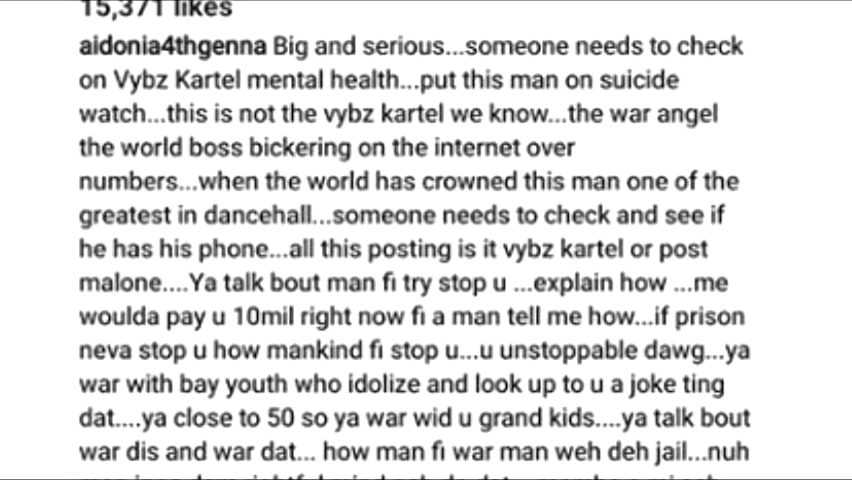 15,371 likes
aidonia4thgenna Big and serious...someone needs to check
on Vybz Kartel mental health...put this man on suicide
watch...this is not the vybz kartel we know...the war angel
the world boss bickering on the internet over
numbers...when the world has crowned this man one of the
greatest in dancehall...someone needs to check and see if
he has his phone...all this posting is it vybz kartel or post
malone....Ya talk bout man fi try stop u ...explain how ...me
woulda pay u 10mil right now fi a man tell me how...if prison
neva stop u how mankind fi stop u...u unstoppable dawg...ya
war with bay youth who idolize and look up to u a joke ting
dat....ya close to 50 so ya war wid u grand kids....ya talk bout
war dis and war dat... how man fi war man weh deh jail...nuh